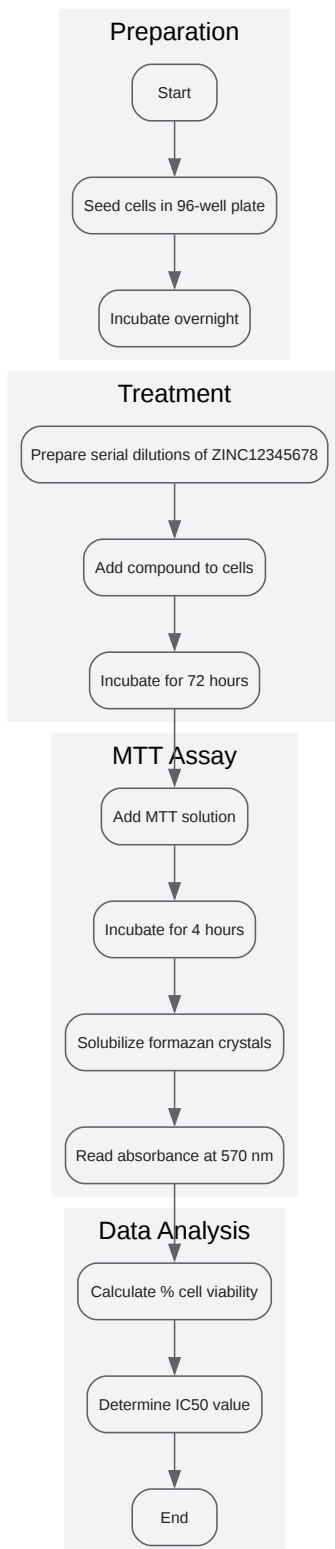 Preparation
Start
Seed cells in 96-well plate
Incubate overnight
Treatment
Prepare serial dilutions of ZINC12345678
Add compound to cells
Incubate for 72 hours
MTT Assay
Add MTT solution
Incubate for 4 hours
Solubilize formazan crystals
Read absorbance at 570 nm
Data Analysis
Calculate % cell viability
Determine IC50 value
End